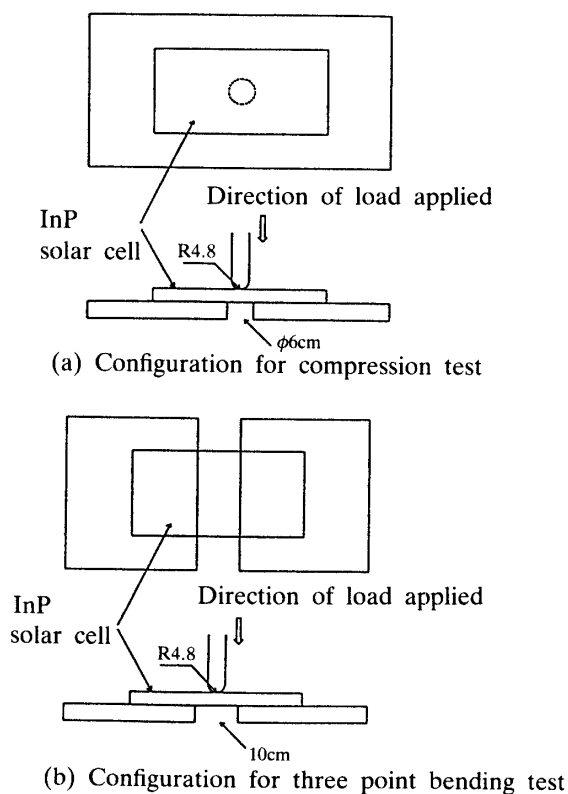 Direction of load applied
InP
solar cell
R4.8
ϕ6cm
(a) Configuration for compression test
Direction of load applied
InP
solar cell
R4.8
10cm
(b) Configuration for three point bending test